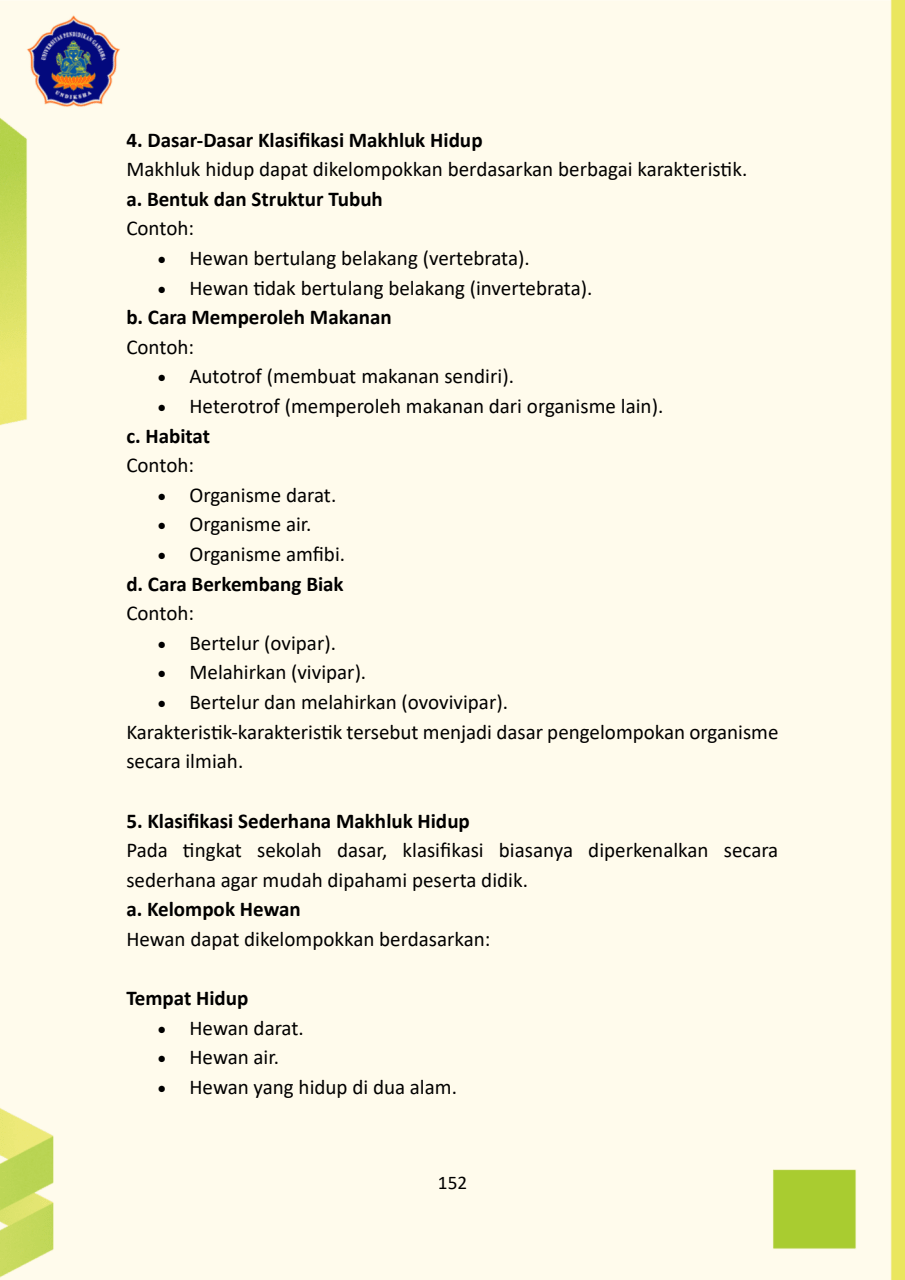 UNIVERSITAS PENDIDIKAN GANESHA
UNDIKSHA
4. Dasar-Dasar Klasifikasi Makhluk Hidup
Makhluk hidup dapat dikelompokkan berdasarkan berbagai karakteristik.
a. Bentuk dan Struktur Tubuh
Contoh:
• Hewan bertulang belakang (vertebrata).
• Hewan tidak bertulang belakang (invertebrata).
b. Cara Memperoleh Makanan
Contoh:
• Autotrof (membuat makanan sendiri).
• Heterotrof (memperoleh makanan dari organisme lain).
c. Habitat
Contoh:
• Organisme darat.
• Organisme air.
• Organisme amfibi.
d. Cara Berkembang Biak
Contoh:
• Bertelur (ovipar).
• Melahirkan (vivipar).
• Bertelur dan melahirkan (ovovivipar).
Karakteristik-karakteristik tersebut menjadi dasar pengelompokan organisme
secara ilmiah.
5. Klasifikasi Sederhana Makhluk Hidup
Pada tingkat sekolah dasar, klasifikasi biasanya diperkenalkan secara
sederhana agar mudah dipahami peserta didik.
a. Kelompok Hewan
Hewan dapat dikelompokkan berdasarkan:
Tempat Hidup
• Hewan darat.
• Hewan air.
• Hewan yang hidup di dua alam.
152